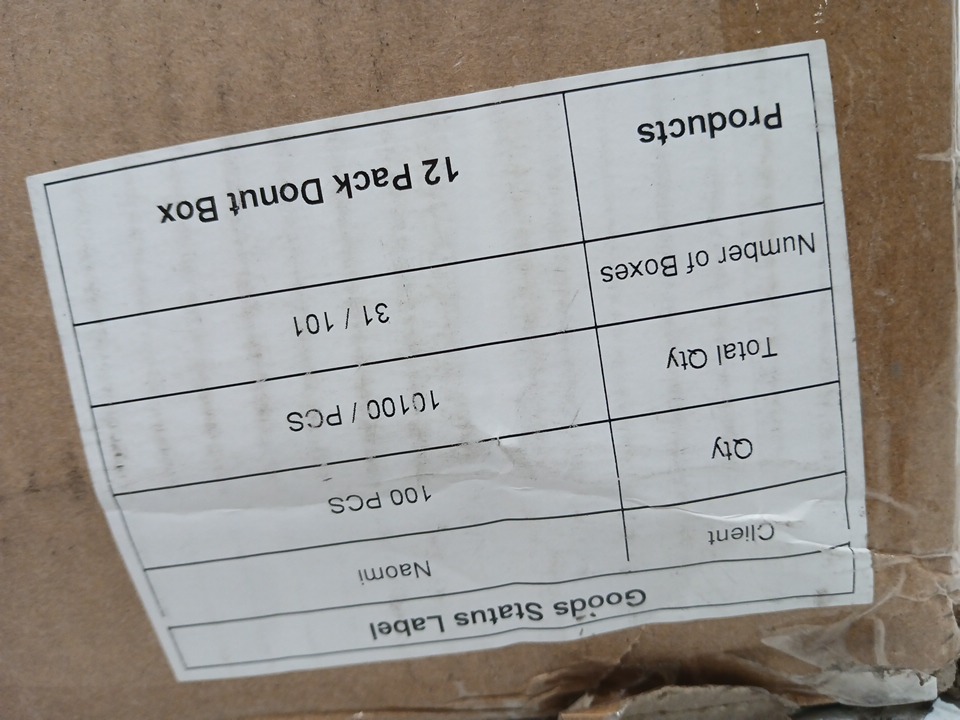 Goods Status Label
Client Naomi
Qty 100 PCS
Total Qty 10100 / PCS
Number of Boxes 31 / 101
Products 12 Pack Donut Box